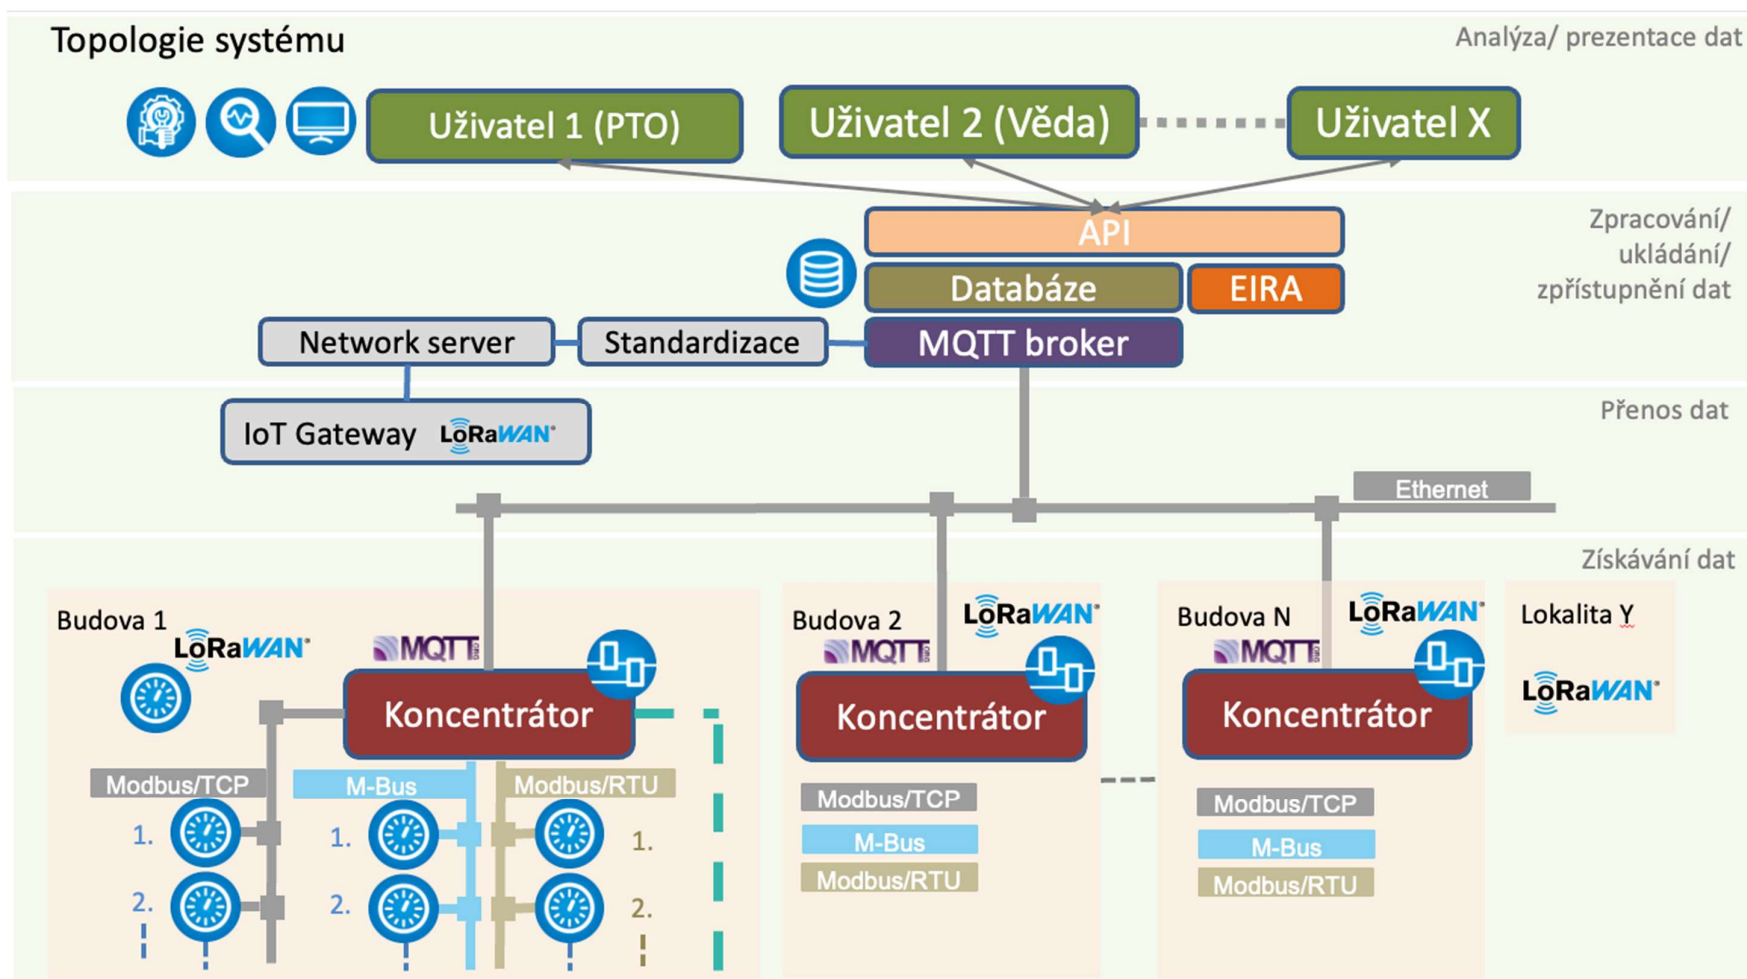 Topologie systému
Analýza/ prezentace dat
Uživatel 1 (PTO)
Uživatel 2 (Věda)
Uživatel X
API
Zpracování/
ukládání/
zpřístupnění dat
Databáze
EIRA
Network server
Standardizace
MQTT broker
Přenos dat
IoT Gateway LoRaWAN®
Ethernet
Získávání dat
Budova 1
LoRaWAN®
MQTT.ORG
Koncentrátor
Modbus/TCP
M-Bus
Modbus/RTU
1.
1.
1.
2.
2.
2.
Budova 2
LoRaWAN®
MQTT.ORG
Koncentrátor
Modbus/TCP
M-Bus
Modbus/RTU
Budova N
LoRaWAN®
MQTT.ORG
Koncentrátor
Modbus/TCP
M-Bus
Modbus/RTU
Lokalita Y
LoRaWAN®